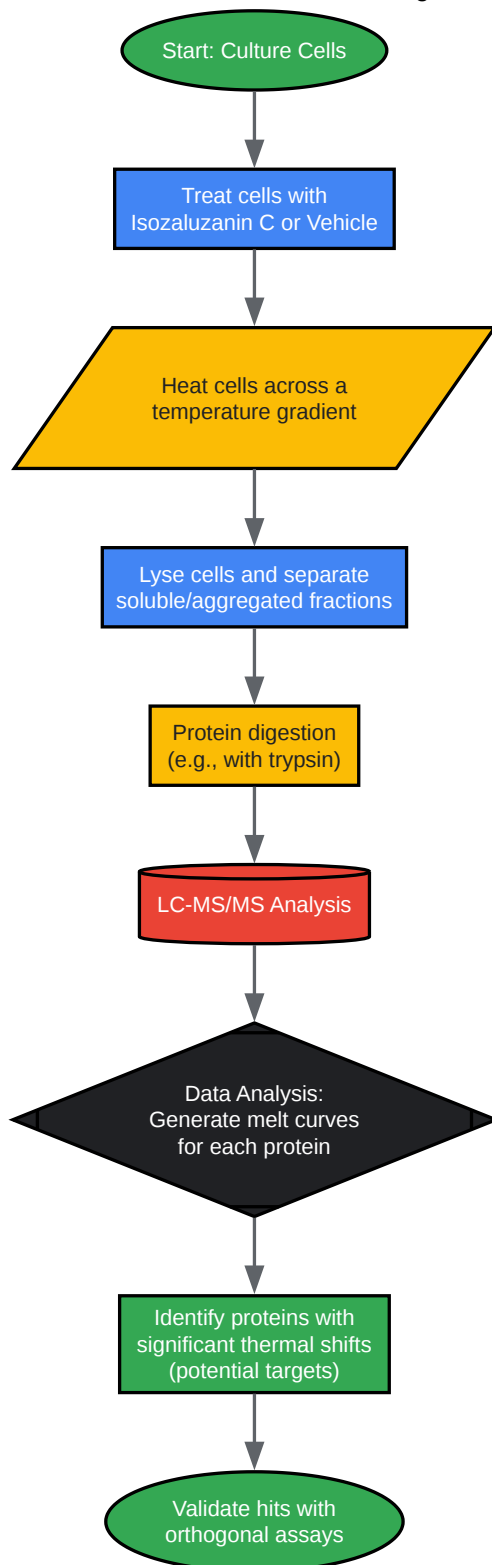 Start: Culture Cells
Treat cells with
Isozaluzanin C or Vehicle
Heat cells across a
temperature gradient
Lyse cells and separate
soluble/aggregated fractions
Protein digestion
(e.g., with trypsin)
LC-MS/MS Analysis
Data Analysis:
Generate melt curves
for each protein
Identify proteins with
significant thermal shifts
(potential targets)
Validate hits with
orthogonal assays